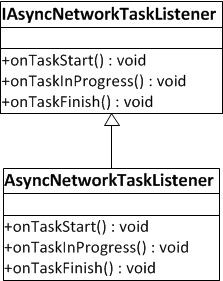 IAsyncNetworkTaskListener
+onTaskStart() : void
+onTaskInProgress() : void
+onTaskFinish() : void
AsyncNetworkTaskListener
+onTaskStart() : void
+onTaskInProgress() : void
+onTaskFinish() : void